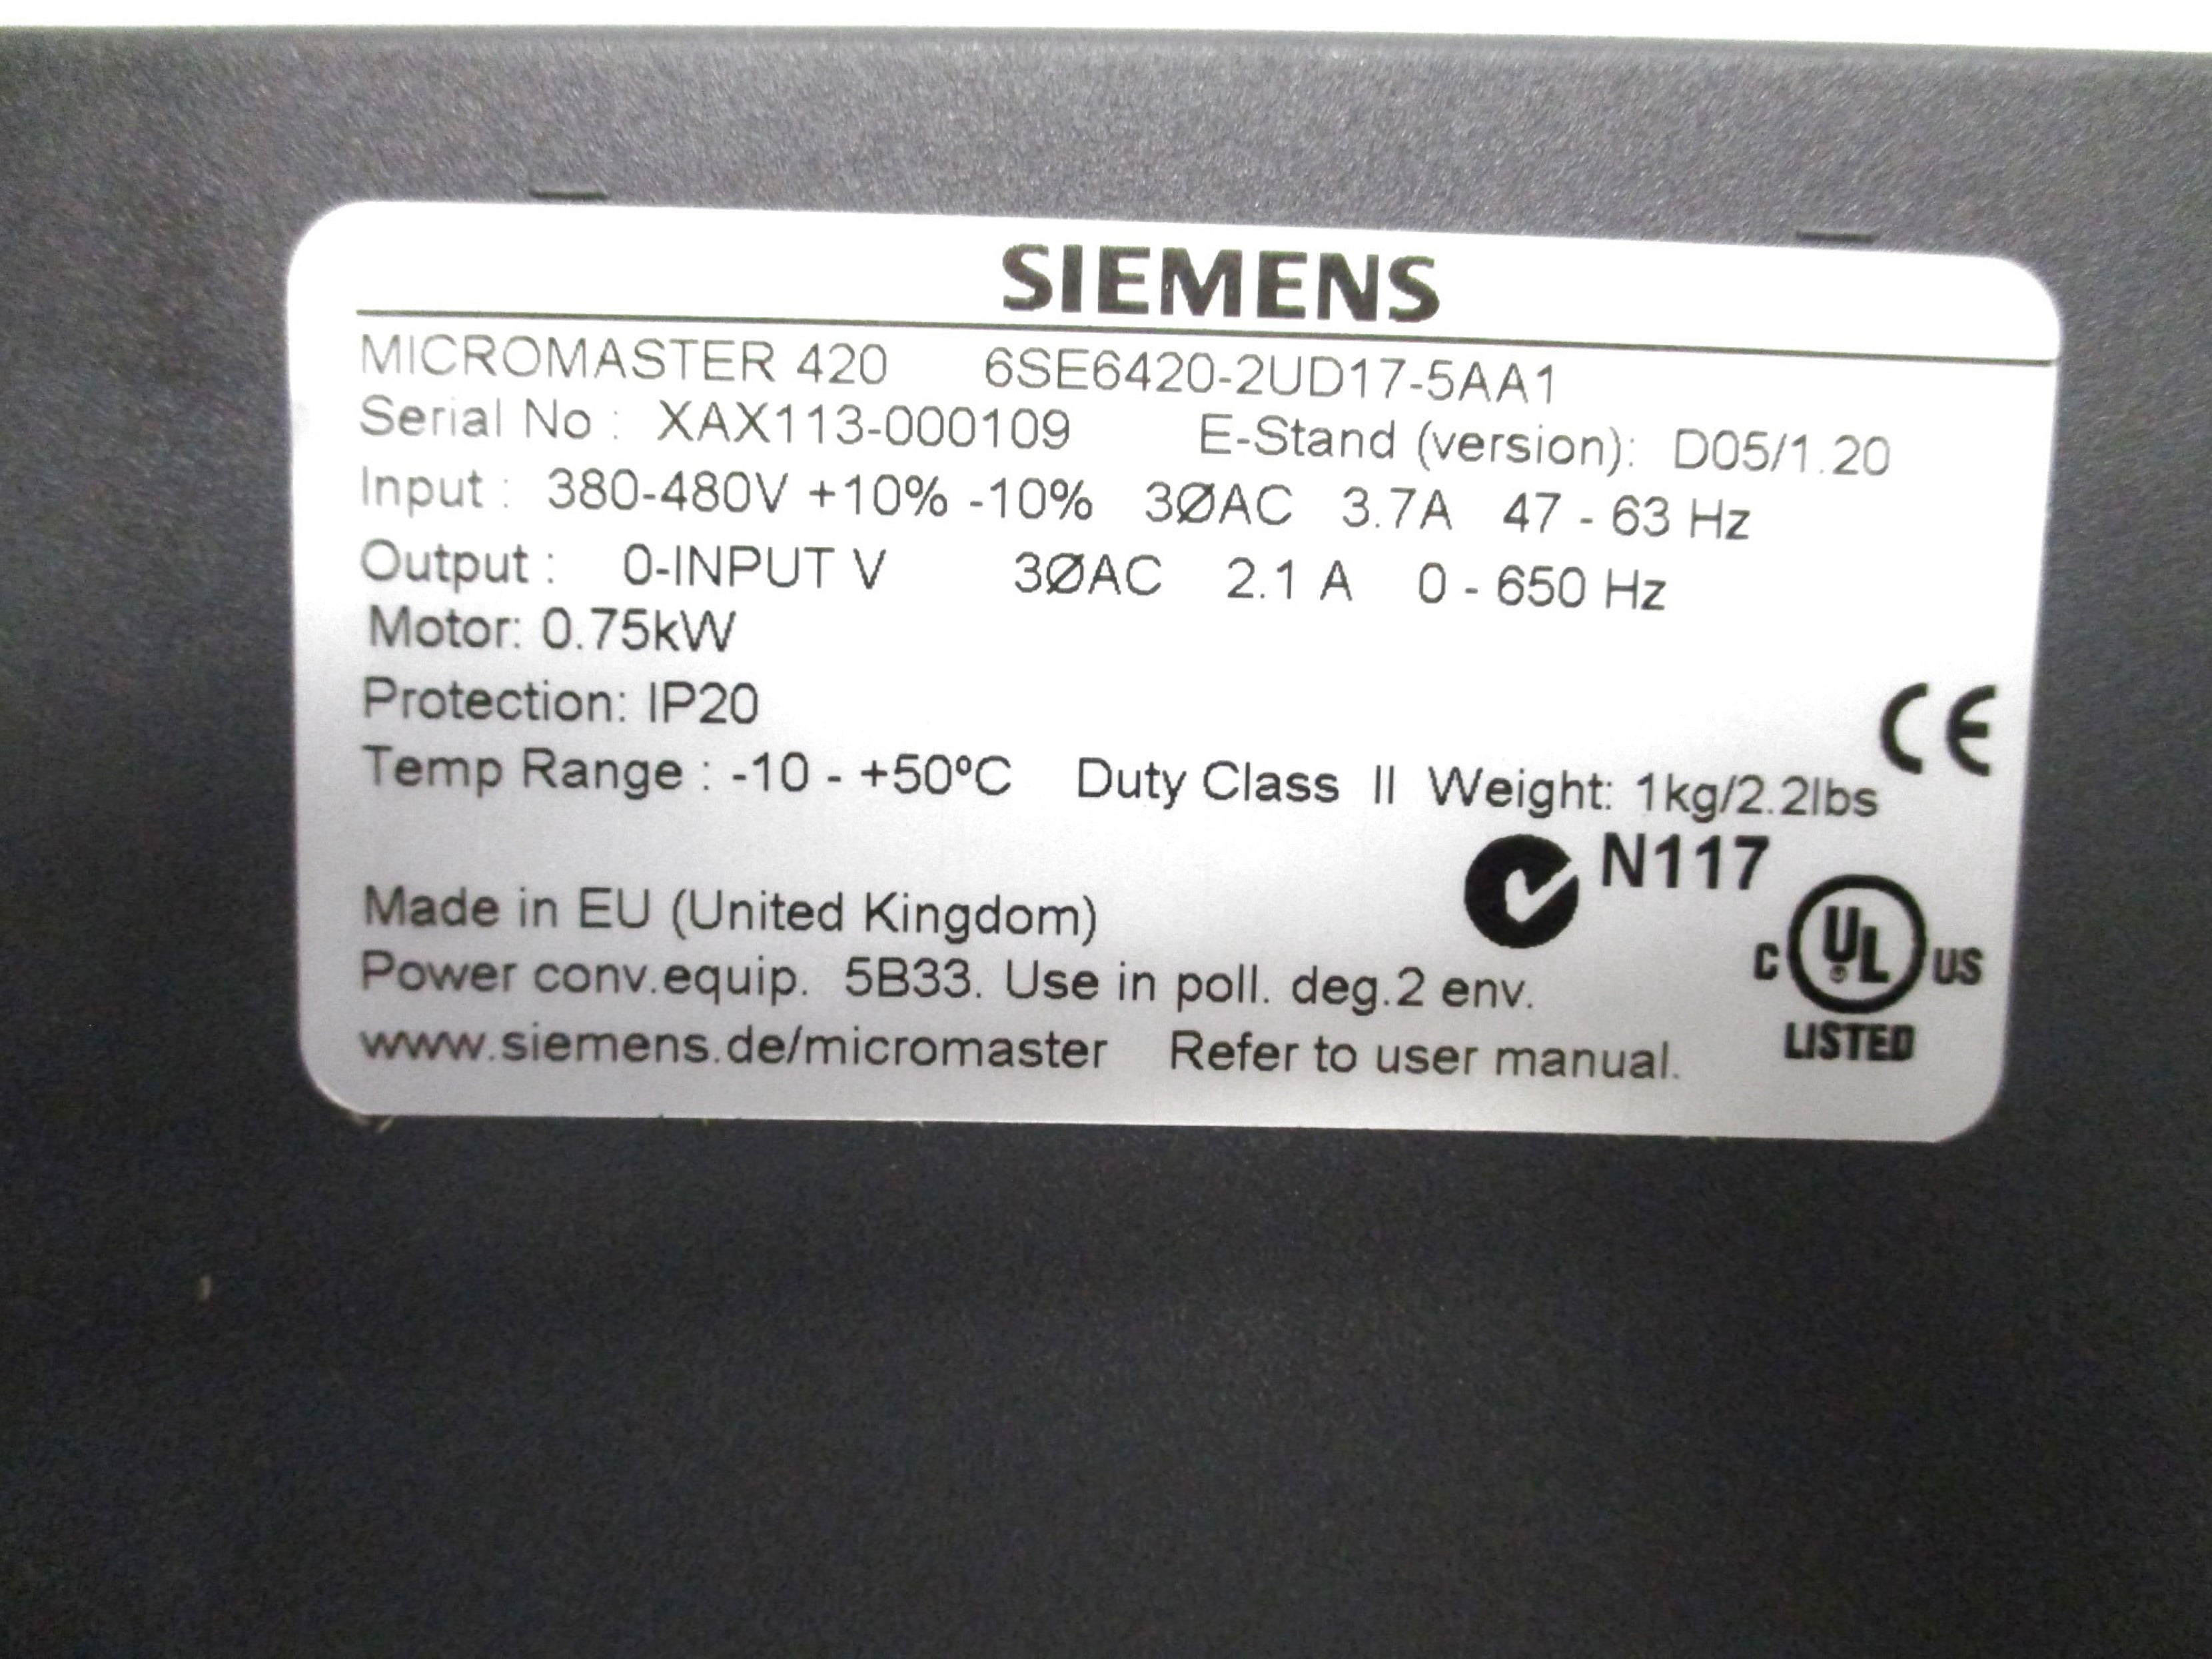 SIEMENS
MICROMASTER 420 6SE6420-2UD17-5AA1
Serial No : XAX113-000109 E-Stand (version): D05/1.20
Input : 380-480V +10% -10% 3ØAC 3.7A 47 - 63 Hz
Output : 0-INPUT V 3ØAC 2.1 A 0 - 650 Hz
Motor: 0.75kW
Protection: IP20
CE
Temp Range : -10 - +50ºC Duty Class II Weight: 1kg/2.2lbs
N117
Made in EU (United Kingdom)
C UL® US
Power conv.equip. 5B33. Use in poll. deg.2 env.
LISTED
www.siemens.de/micromaster Refer to user manual.